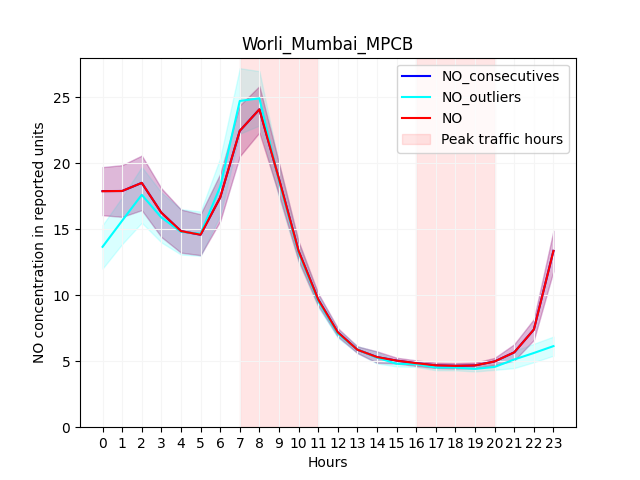 Worli_Mumbai_MPCB
NO_consecutives
NO_outliers
NO
Peak traffic hours
NO concentration in reported units
25
20
15
10
5
0
0 1 2 3 4 5 6 7 8 9 10 11 12 13 14 15 16 17 18 19 20 21 22 23
Hours